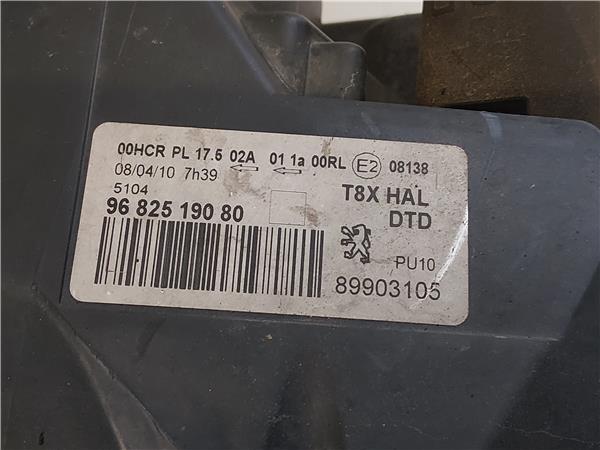 00HCR PL 17.5 02A 01 1a 00RL E2 08138
08/04/10 7h39
5104
T8X HAL
DTD
96 825 190 80
PU10
89903105